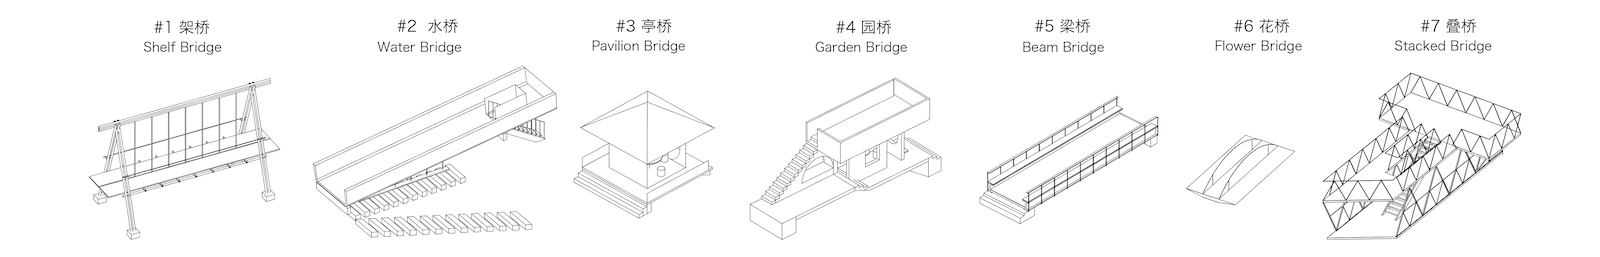 #1 架桥
Shelf Bridge
#2 水桥
Water Bridge
#3 亭桥
Pavilion Bridge
#4 园桥
Garden Bridge
#5 梁桥
Beam Bridge
#6 花桥
Flower Bridge
#7 叠桥
Stacked Bridge